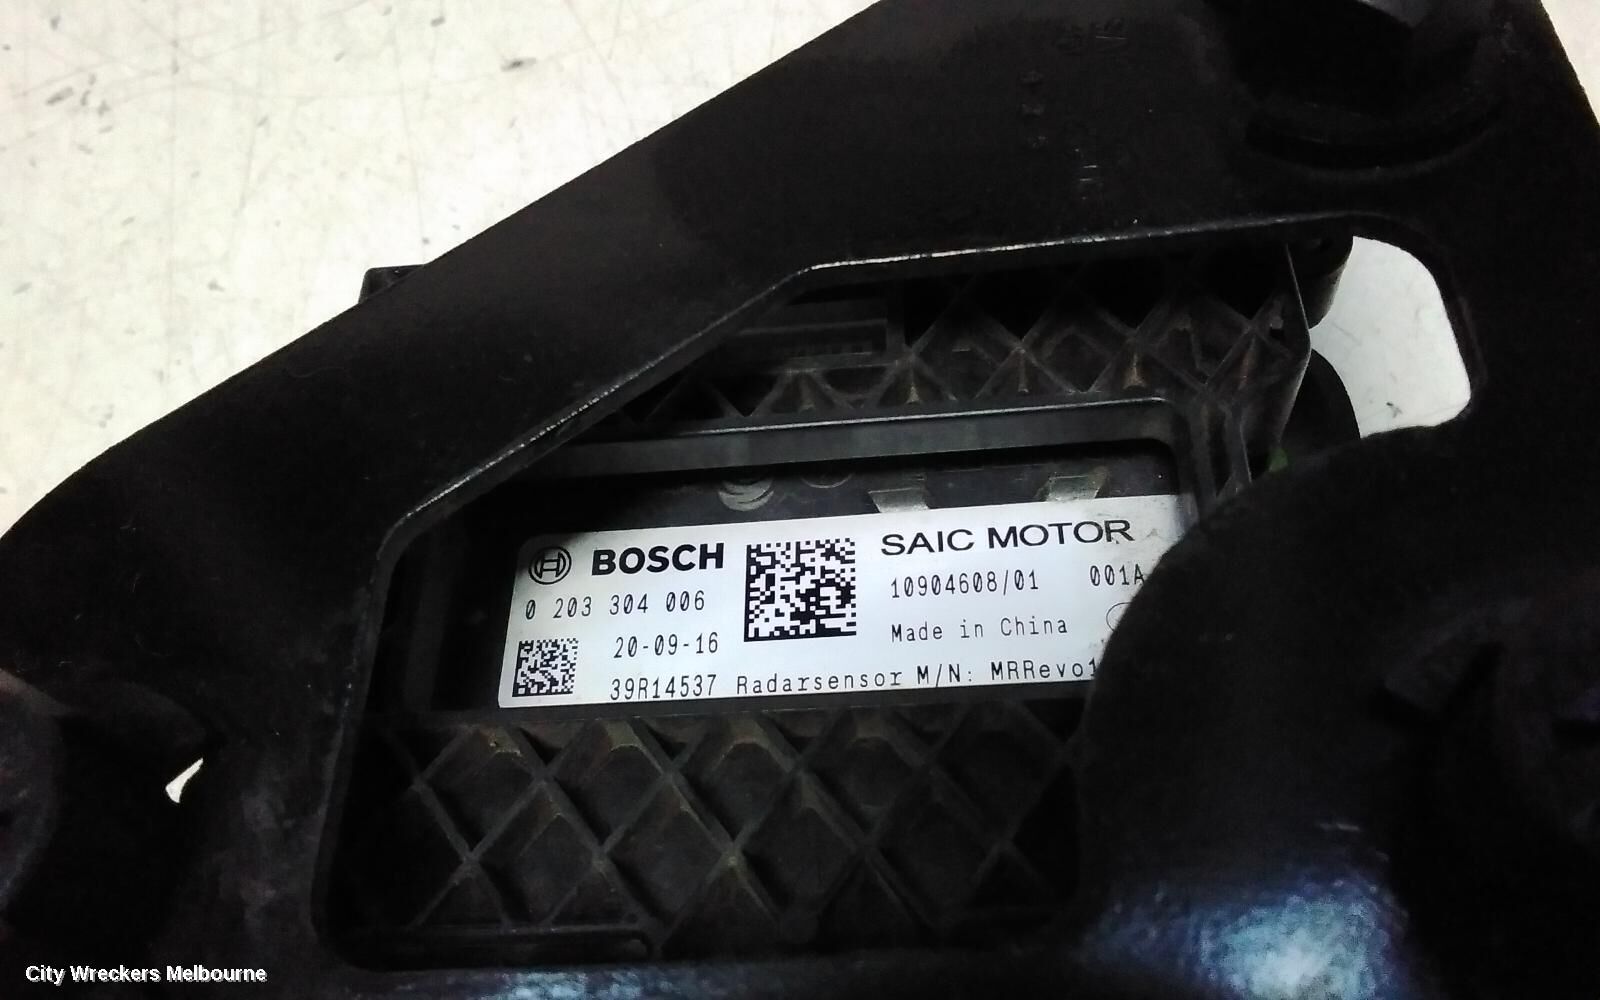 BOSCH
0 203 304 006
20-09-16
39R14537 Radarsensor M/N: MRRevo1
SAIC MOTOR
10904608/01 001A
Made in China
City Wreckers Melbourne